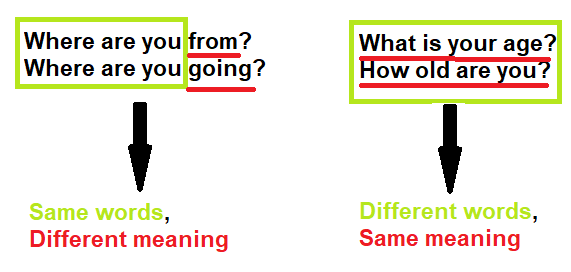 Where are you from?
Where are you going?
Same words,
Different meaning
What is your age?
How old are you?
Different words,
Same meaning